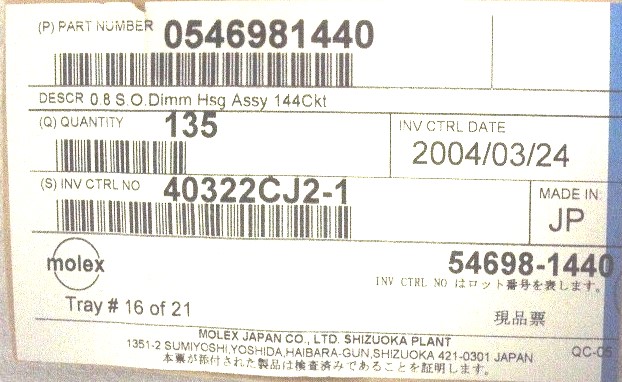 (P) PART NUMBER 0546981440
DESCR 0.8 S.O.Dimm Hsg Assy 144Ckt
(Q) QUANTITY 135
INV CTRL DATE
2004/03/24
(S) INV CTRL NO 40322CJ2-1
MADE IN
JP
molex
54698-1440
INV CTRL NO はロット番号を表します。
Tray # 16 of 21
現品票
MOLEX JAPAN CO., LTD. SHIZUOKA PLANT
1351-2 SUMIYOSHI,YOSHIDA,HAIBARA-GUN,SHIZUOKA 421-0301 JAPAN
QC-05
本票が添付された製品は検査済みであることを証明します。